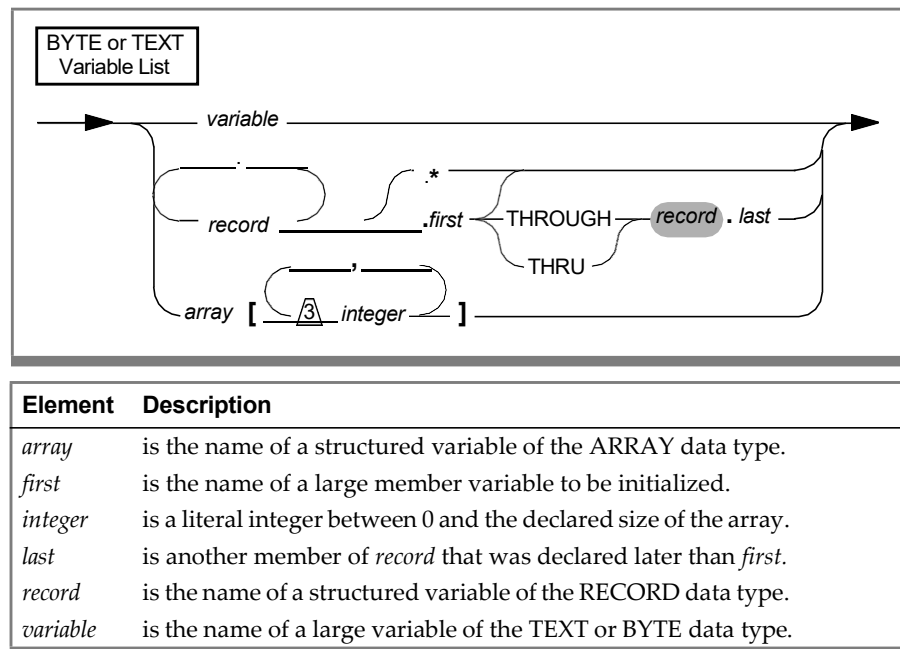 BYTE or TEXT
Variable List
variable
.
.*
record .first THROUGH record . last
THRU
,
array [ 3 integer ]
Element Description
array is the name of a structured variable of the ARRAY data type.
first is the name of a large member variable to be initialized.
integer is a literal integer between 0 and the declared size of the array.
last is another member of record that was declared later than first.
record is the name of a structured variable of the RECORD data type.
variable is the name of a large variable of the TEXT or BYTE data type.